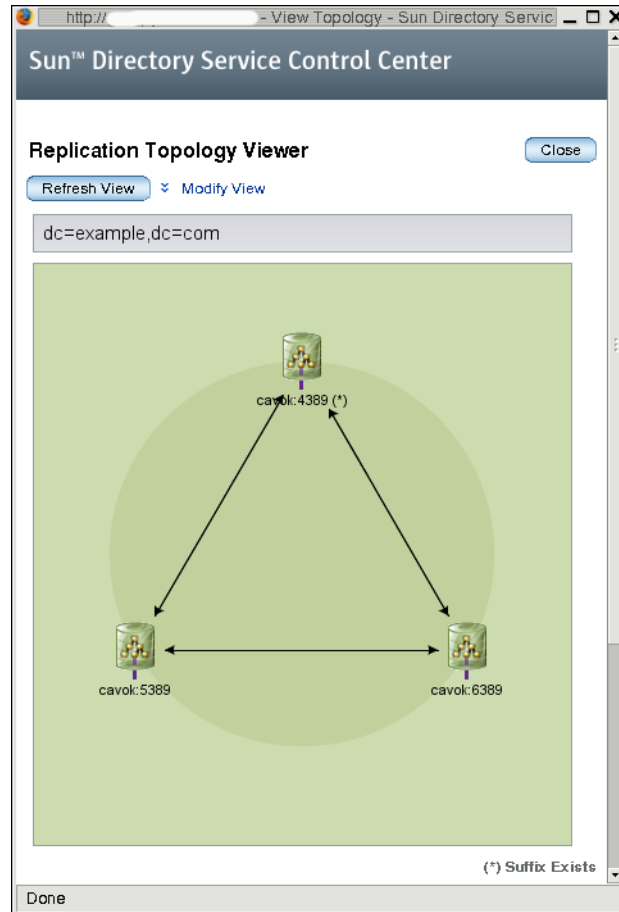 http:// - View Topology - Sun Directory Servic
Sun™ Directory Service Control Center
Replication Topology Viewer
Close
Refresh View
Modify View
dc=example,dc=com
cavok:4389 (*)
cavok:5389
cavok:6389
(*) Suffix Exists
Done